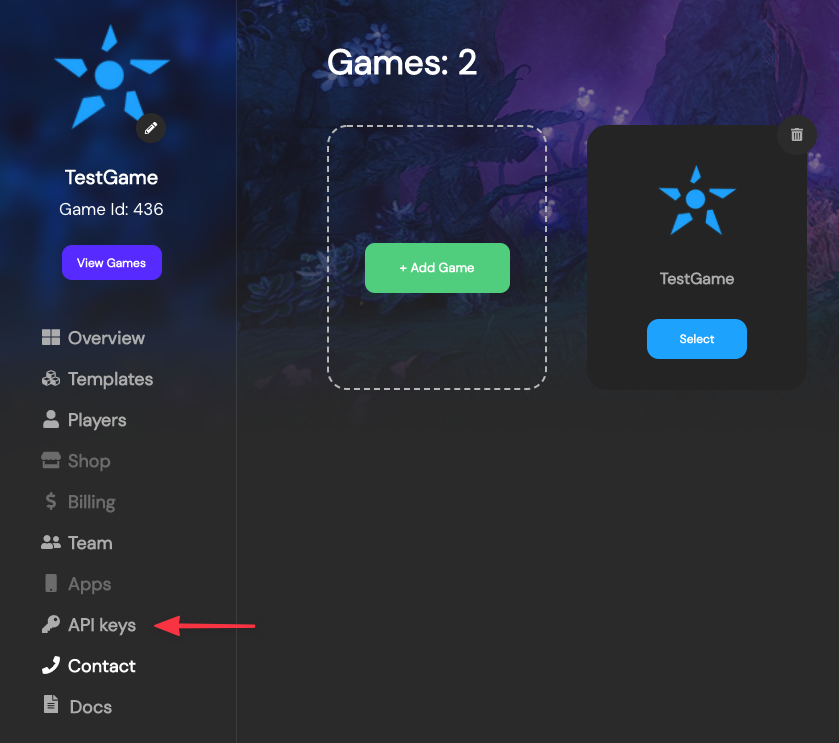 TestGame
Game Id: 436
View Games
Overview
Templates
Players
Shop
Billing
Team
Apps
API keys
Contact
Docs
Games: 2
+ Add Game
TestGame
Select